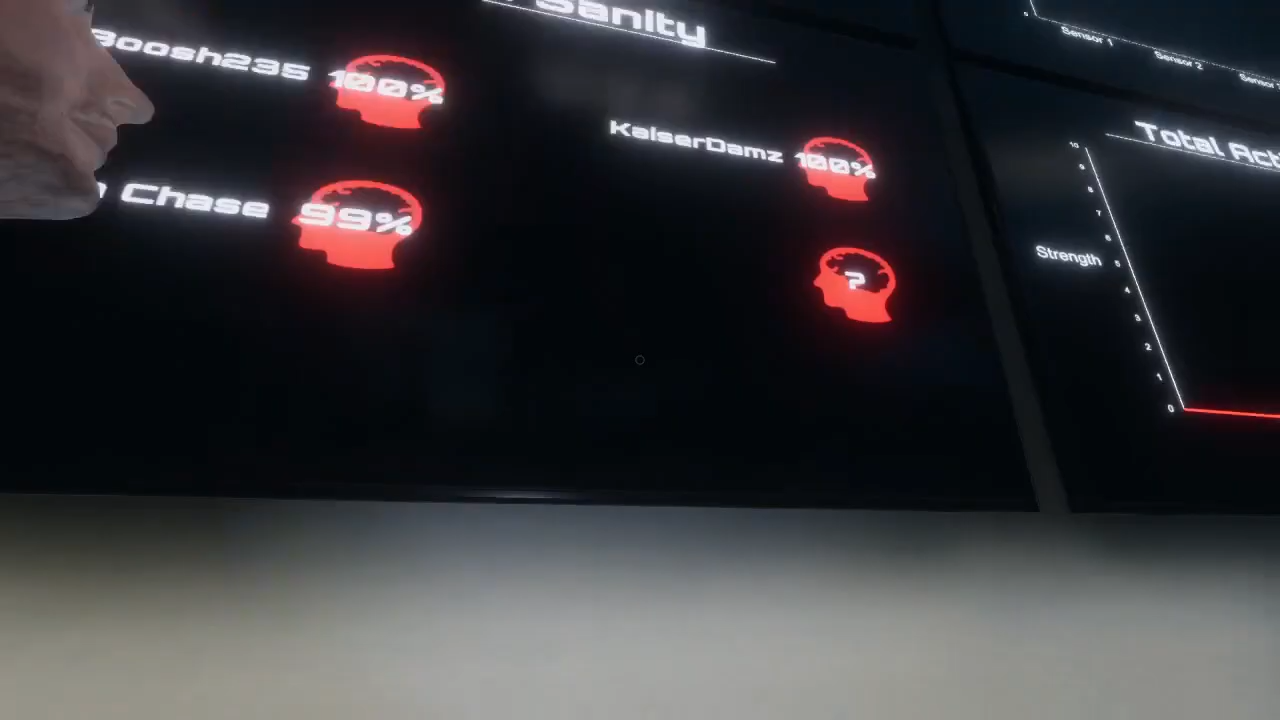 Sanity
Boosh235 100%
KaiserDamz 100%
Chase 99%
?
Sensor 1
Sensor 2
Total
Strength
10
9
8
7
6
5
4
3
2
1
0